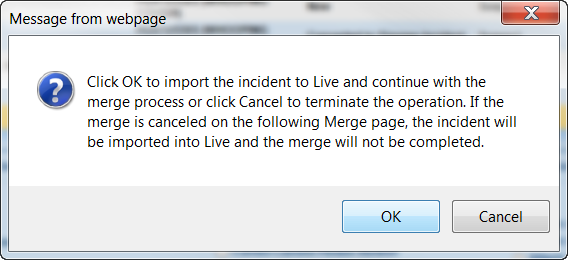 Message from webpage
Click OK to import the incident to Live and continue with the
merge process or click Cancel to terminate the operation. If the
merge is canceled on the following Merge page, the incident will
be imported into Live and the merge will not be completed.
OK
Cancel